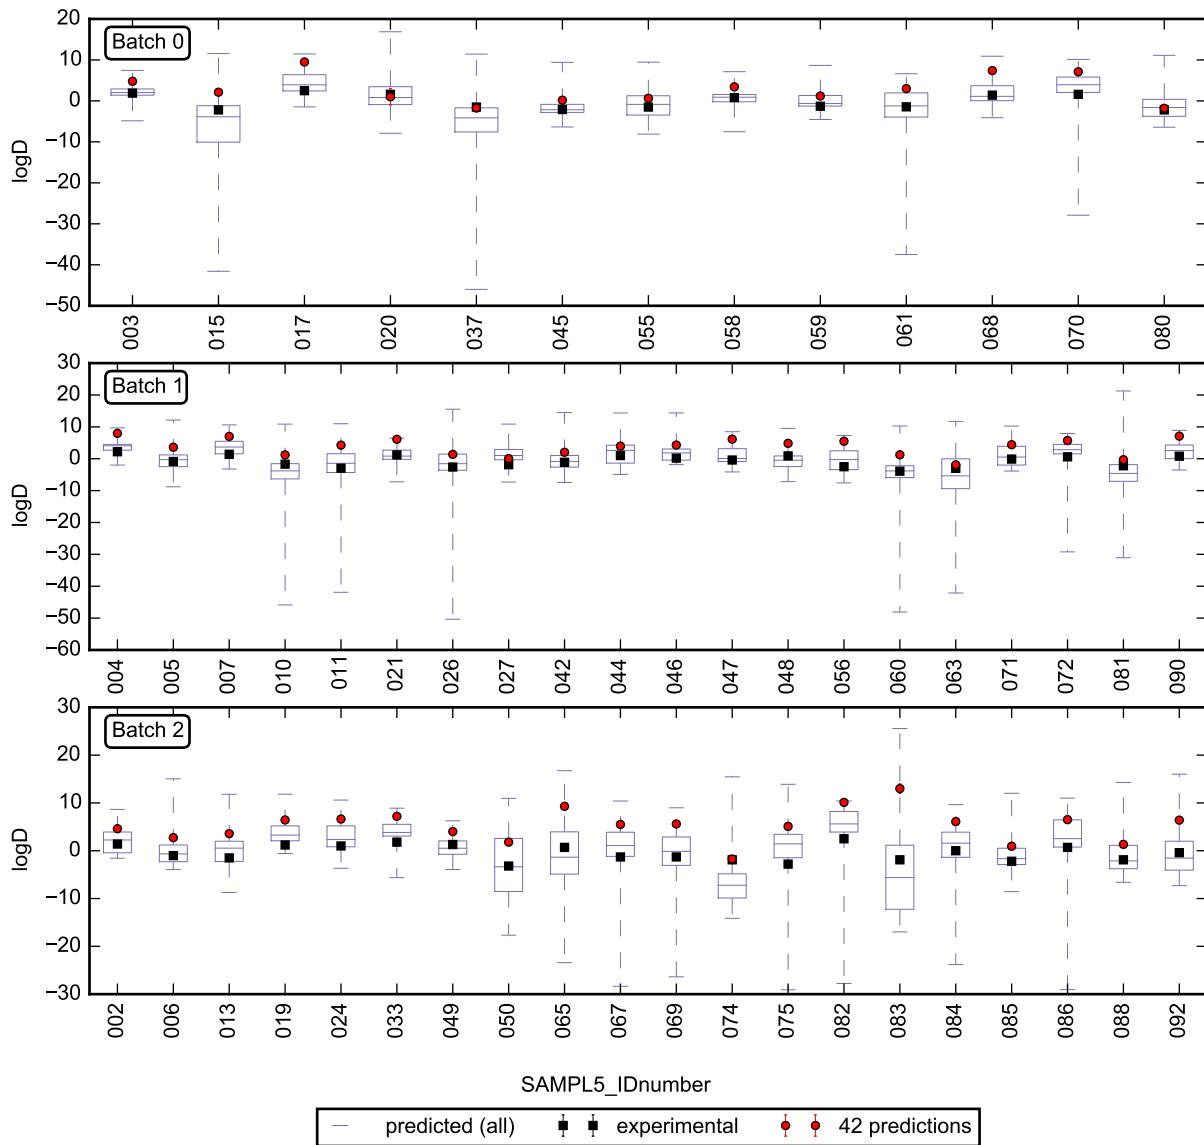 20
10
0
−10
−20
−30
−40
−50
logD
Batch 0
003 015 017 020 037 045 055 058 059 061 068 070 080
30
20
10
0
−10
−20
−30
−40
−50
−60
logD
Batch 1
004 005 007 010 011 021 026 027 042 044 046 047 048 056 060 063 071 072 081 090
30
20
10
0
−10
−20
−30
logD
Batch 2
002 006 013 019 024 033 049 050 065 067 069 074 075 082 083 084 085 086 088 092
SAMPL5_IDnumber
predicted (all) experimental 42 predictions